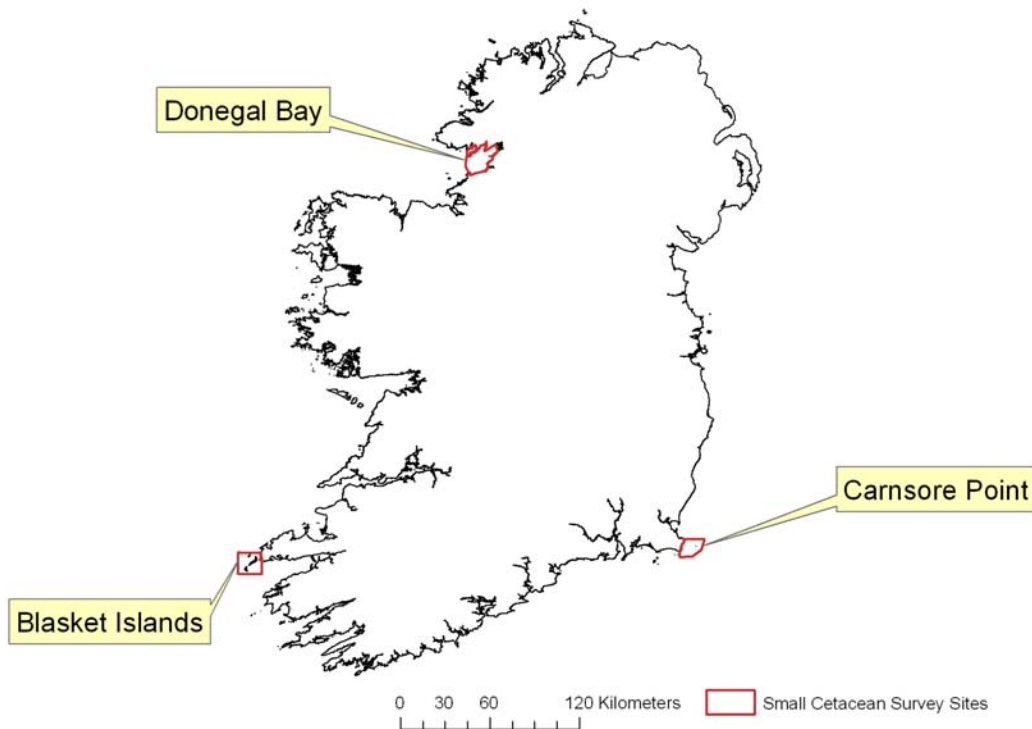 Donegal Bay
Carnsore Point
Blasket Islands
0 30 60 120 Kilometers
Small Cetacean Survey Sites